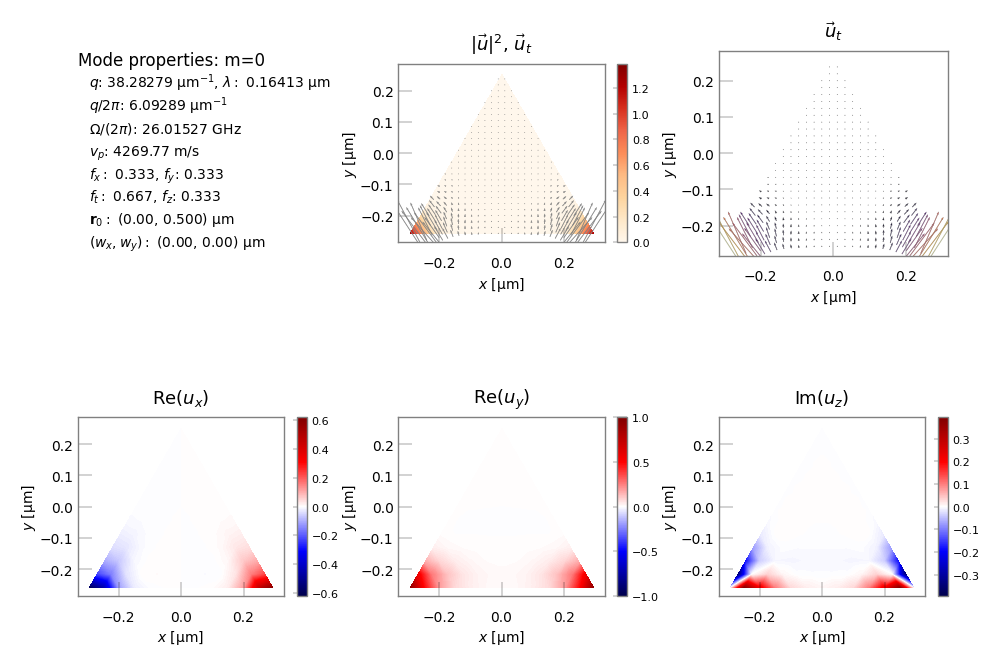 Mode properties: m=0
q: 38.28279 μm⁻¹, λ: 0.16413 μm
q/2π: 6.09289 μm⁻¹
Ω/(2π): 26.01527 GHz
v_p: 4269.77 m/s
f_x: 0.333, f_y: 0.333
f_t: 0.667, f_z: 0.333
r₀: (0.00, 0.500) μm
(w_x, w_y): (0.00, 0.00) μm
|u⃗|², u⃗_t
0.2
0.1
0.0
−0.1
−0.2
y [μm]
−0.2 0.0 0.2
x [μm]
1.2
1.0
0.8
0.6
0.4
0.2
0.0
u⃗_t
0.2
0.1
0.0
−0.1
−0.2
y [μm]
−0.2 0.0 0.2
x [μm]
Re(u_x)
0.2
0.1
0.0
−0.1
−0.2
y [μm]
−0.2 0.0 0.2
x [μm]
0.6
0.4
0.2
0.0
−0.2
−0.4
−0.6
Re(u_y)
0.2
0.1
0.0
−0.1
−0.2
y [μm]
−0.2 0.0 0.2
x [μm]
1.0
0.5
0.0
−0.5
−1.0
Im(u_z)
0.2
0.1
0.0
−0.1
−0.2
y [μm]
−0.2 0.0 0.2
x [μm]
0.3
0.2
0.1
0.0
−0.1
−0.2
−0.3